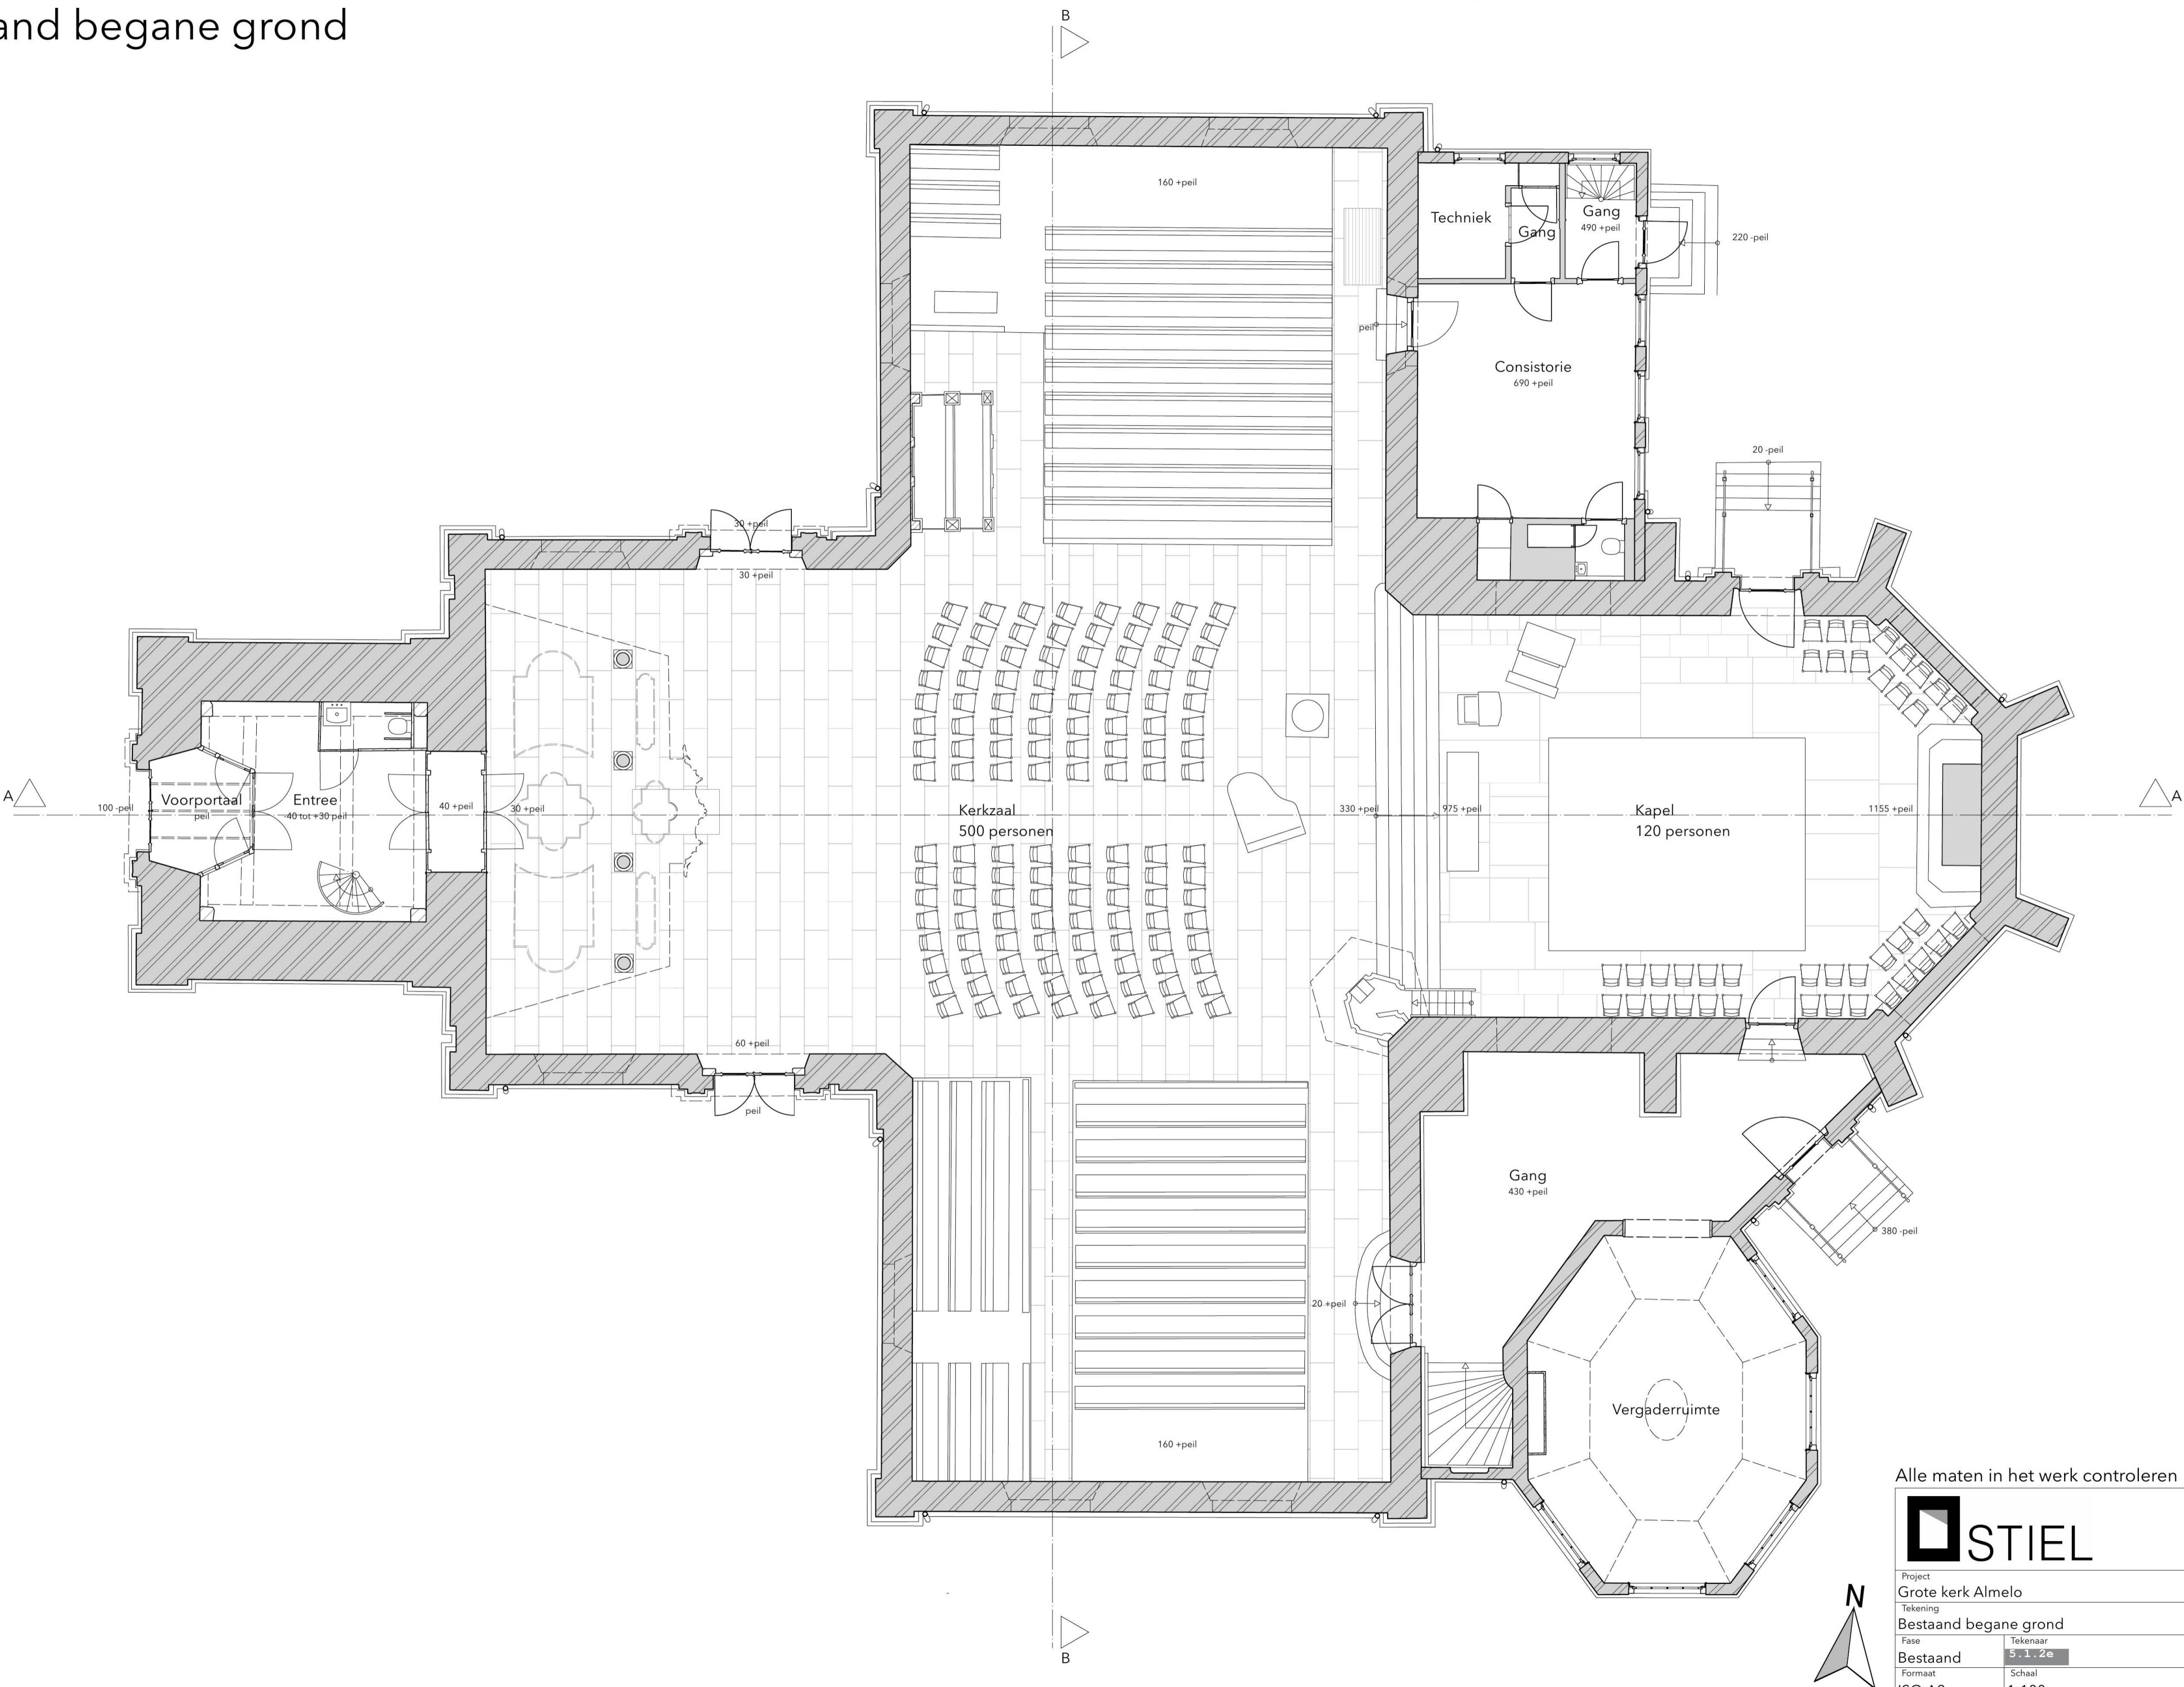 and begane grond
B
160 +peil
Techniek
Gang
Gang
490 +peil
220 -peil
peil
Consistorie
690 +peil
20 -peil
30 +peil
30 +peil
A
100 -peil
Voorportaal
peil
Entree
-40 tot +30 peil
40 +peil
30 +peil
Kerkzaal
500 personen
330 +peil
975 +peil
Kapel
120 personen
1155 +peil
A
60 +peil
peil
Gang
430 +peil
380 -peil
20 +peil
Vergaderruimte
160 +peil
B
N
Alle maten in het werk controleren
STIEL
Project
Grote kerk Almelo
Tekening
Bestaand begane grond
Fase
Tekenaar
Bestaand
5.1.2e
Formaat
Schaal